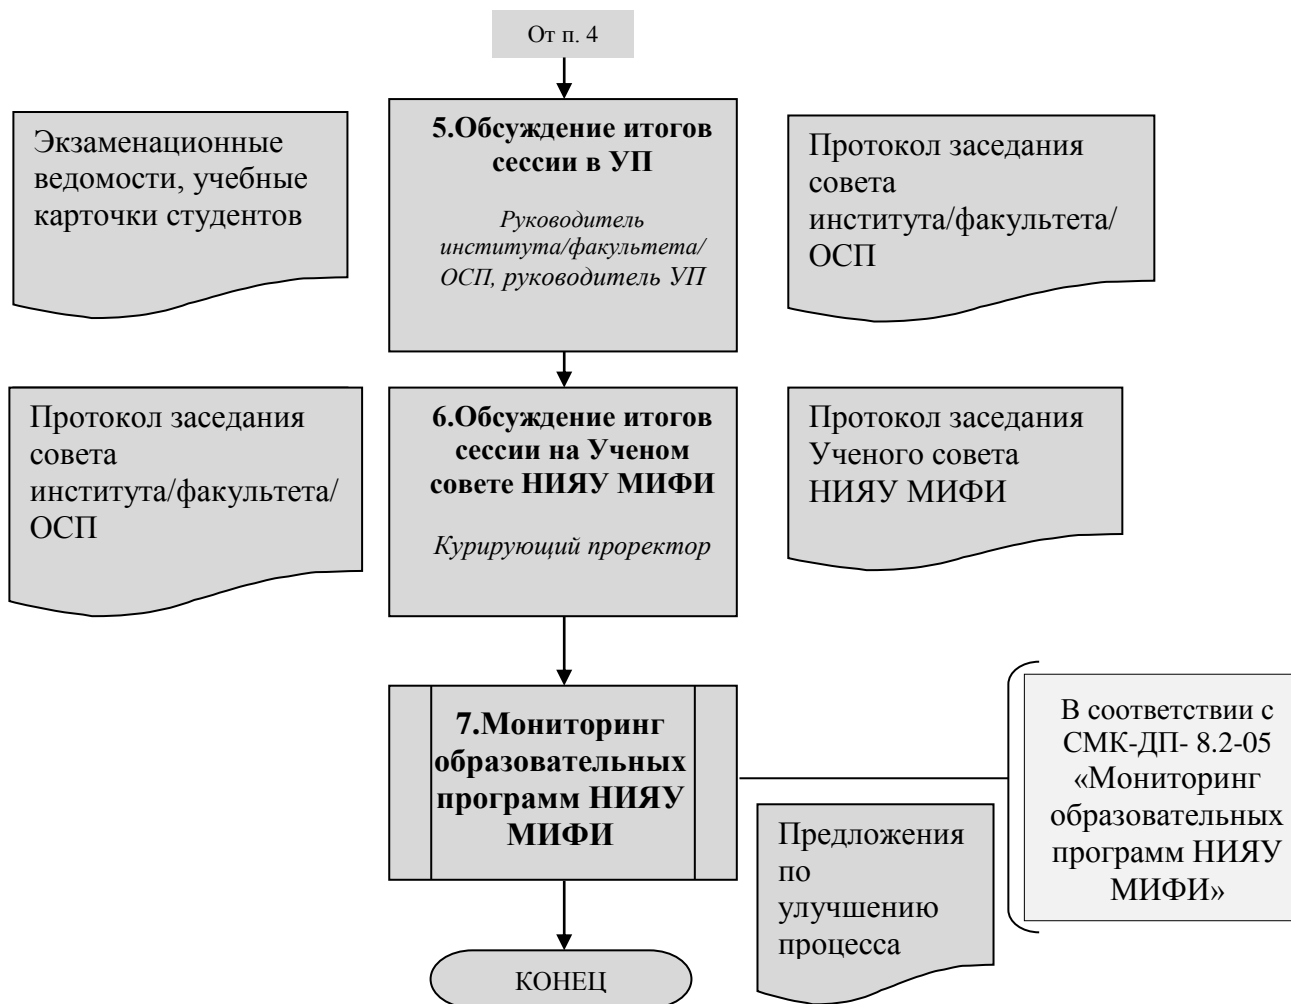 От п. 4
Экзаменационные
ведомости, учебные
карточки студентов
5.Обсуждение итогов
сессии в УП
Руководитель
института/факультета/
ОСП, руководитель УП
Протокол заседания
совета
института/факультета/
ОСП
Протокол заседания
совета
института/факультета/
ОСП
6.Обсуждение итогов
сессии на Ученом
совете НИЯУ МИФИ
Курирующий проректор
Протокол заседания
Ученого совета
НИЯУ МИФИ
7.Мониторинг
образовательных
программ НИЯУ
МИФИ
В соответствии с
СМК-ДП- 8.2-05
«Мониторинг
образовательных
программ НИЯУ
МИФИ»
Предложения
по
улучшению
процесса
КОНЕЦ